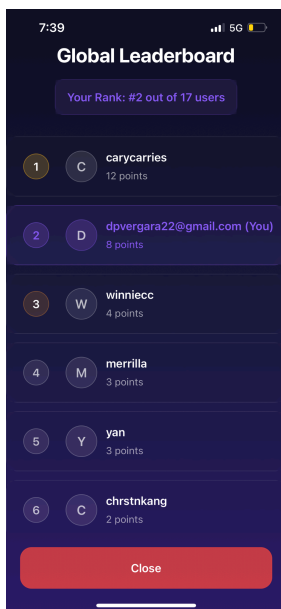 7:39
5G
Global Leaderboard
Your Rank: #2 out of 17 users
1
C
carycarries
12 points
2
D
dpvergara22@gmail.com (You)
8 points
3
W
winniecc
4 points
4
M
merrilla
3 points
5
Y
yan
3 points
6
C
chrstnkang
2 points
Close